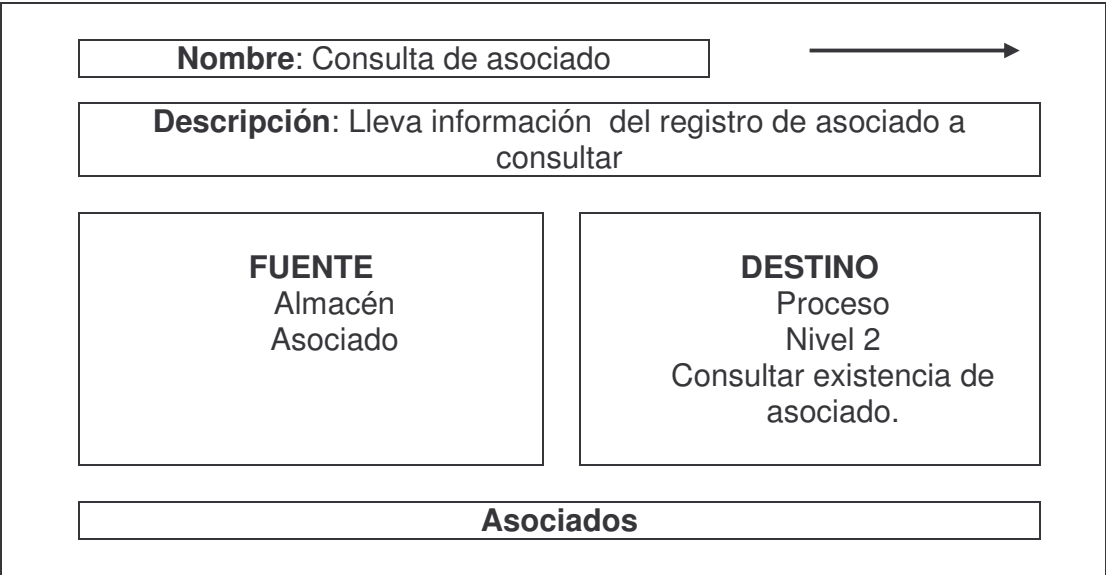 Nombre: Consulta de asociado
Descripción: Lleva información del registro de asociado a
consultar
FUENTE
Almacén
Asociado
DESTINO
Proceso
Nivel 2
Consultar existencia de
asociado.
Asociados